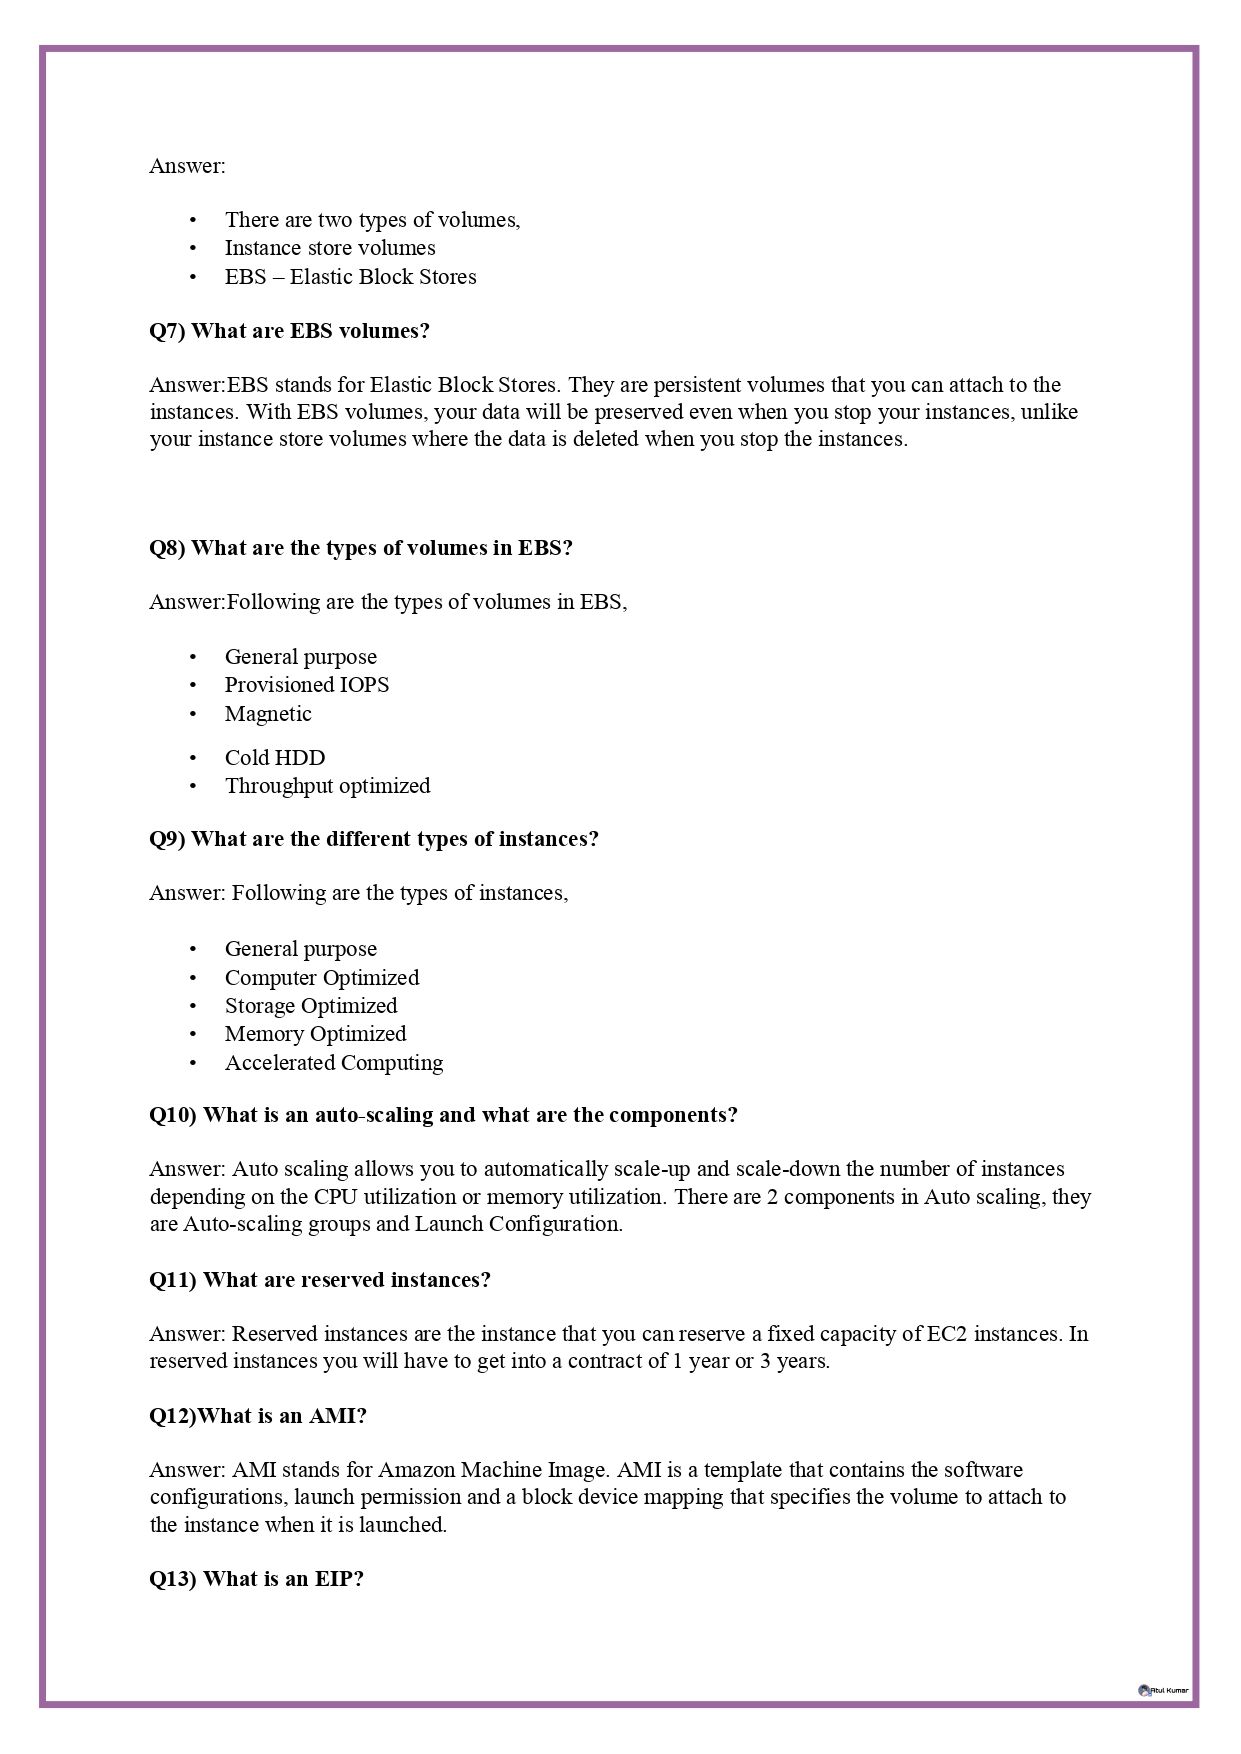 Answer:
• There are two types of volumes,
• Instance store volumes
• EBS – Elastic Block Stores
Q7) What are EBS volumes?
Answer:EBS stands for Elastic Block Stores. They are persistent volumes that you can attach to the
instances. With EBS volumes, your data will be preserved even when you stop your instances, unlike
your instance store volumes where the data is deleted when you stop the instances.
Q8) What are the types of volumes in EBS?
Answer:Following are the types of volumes in EBS,
• General purpose
• Provisioned IOPS
• Magnetic
• Cold HDD
• Throughput optimized
Q9) What are the different types of instances?
Answer: Following are the types of instances,
• General purpose
• Computer Optimized
• Storage Optimized
• Memory Optimized
• Accelerated Computing
Q10) What is an auto-scaling and what are the components?
Answer: Auto scaling allows you to automatically scale-up and scale-down the number of instances
depending on the CPU utilization or memory utilization. There are 2 components in Auto scaling, they
are Auto-scaling groups and Launch Configuration.
Q11) What are reserved instances?
Answer: Reserved instances are the instance that you can reserve a fixed capacity of EC2 instances. In
reserved instances you will have to get into a contract of 1 year or 3 years.
Q12)What is an AMI?
Answer: AMI stands for Amazon Machine Image. AMI is a template that contains the software
configurations, launch permission and a block device mapping that specifies the volume to attach to
the instance when it is launched.
Q13) What is an EIP?
Atul Kumar